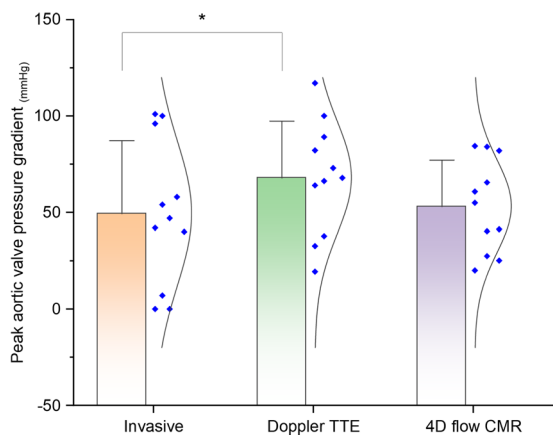 150
*
100
50
0
-50
Peak aortic valve pressure gradient (mmHg)
Invasive
Doppler TTE
4D flow CMR